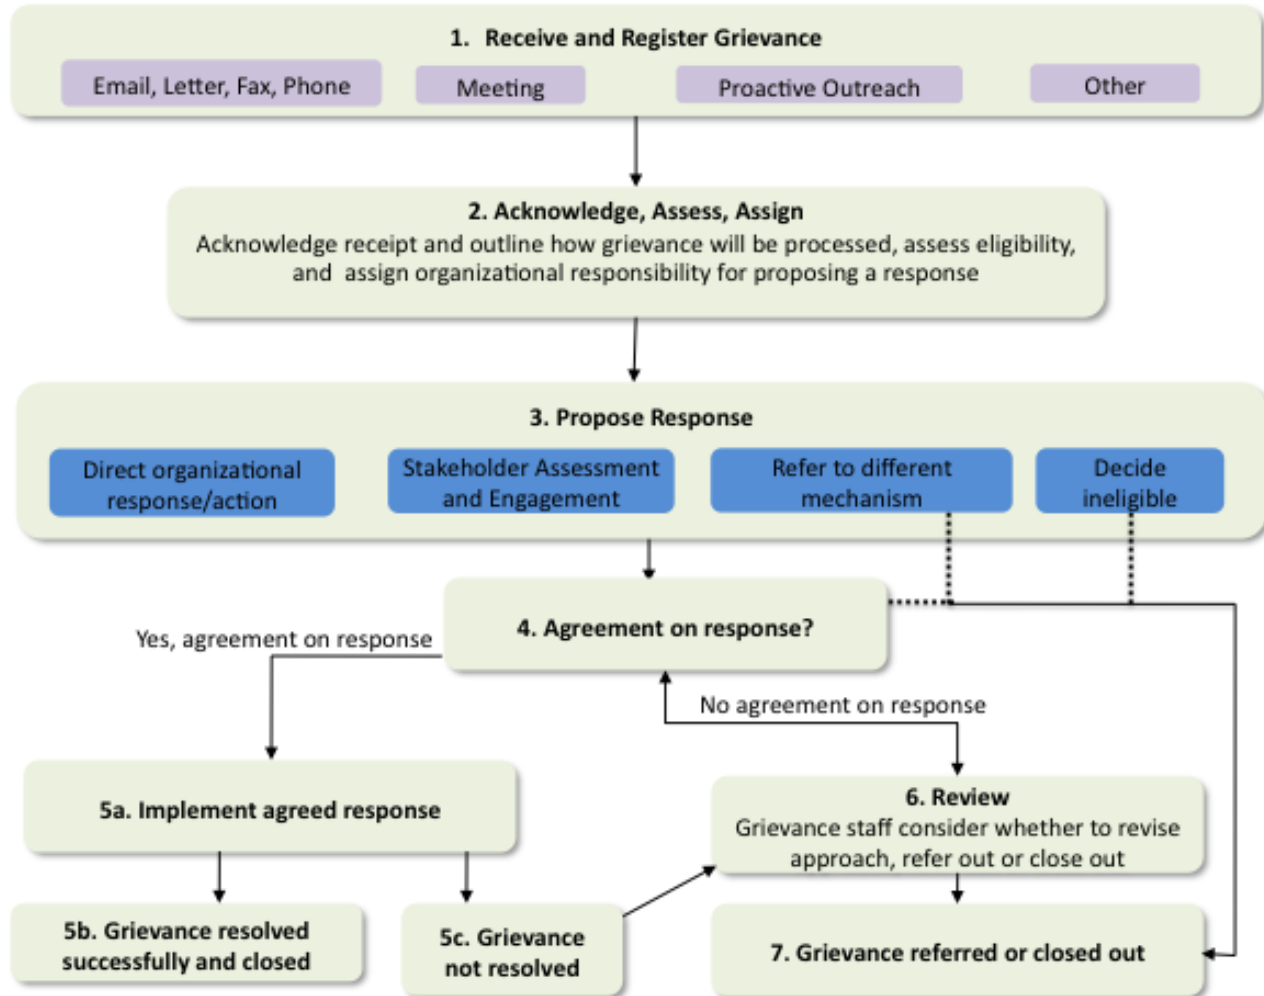 1. Receive and Register Grievance
Email, Letter, Fax, Phone
Meeting
Proactive Outreach
Other
2. Acknowledge, Assess, Assign
Acknowledge receipt and outline how grievance will be processed, assess eligibility,
and assign organizational responsibility for proposing a response
3. Propose Response
Direct organizational
response/action
Stakeholder Assessment
and Engagement
Refer to different
mechanism
Decide
ineligible
4. Agreement on response?
Yes, agreement on response
No agreement on response
5a. Implement agreed response
6. Review
Grievance staff consider whether to revise
approach, refer out or close out
5b. Grievance resolved
successfully and closed
5c. Grievance
not resolved
7. Grievance referred or closed out